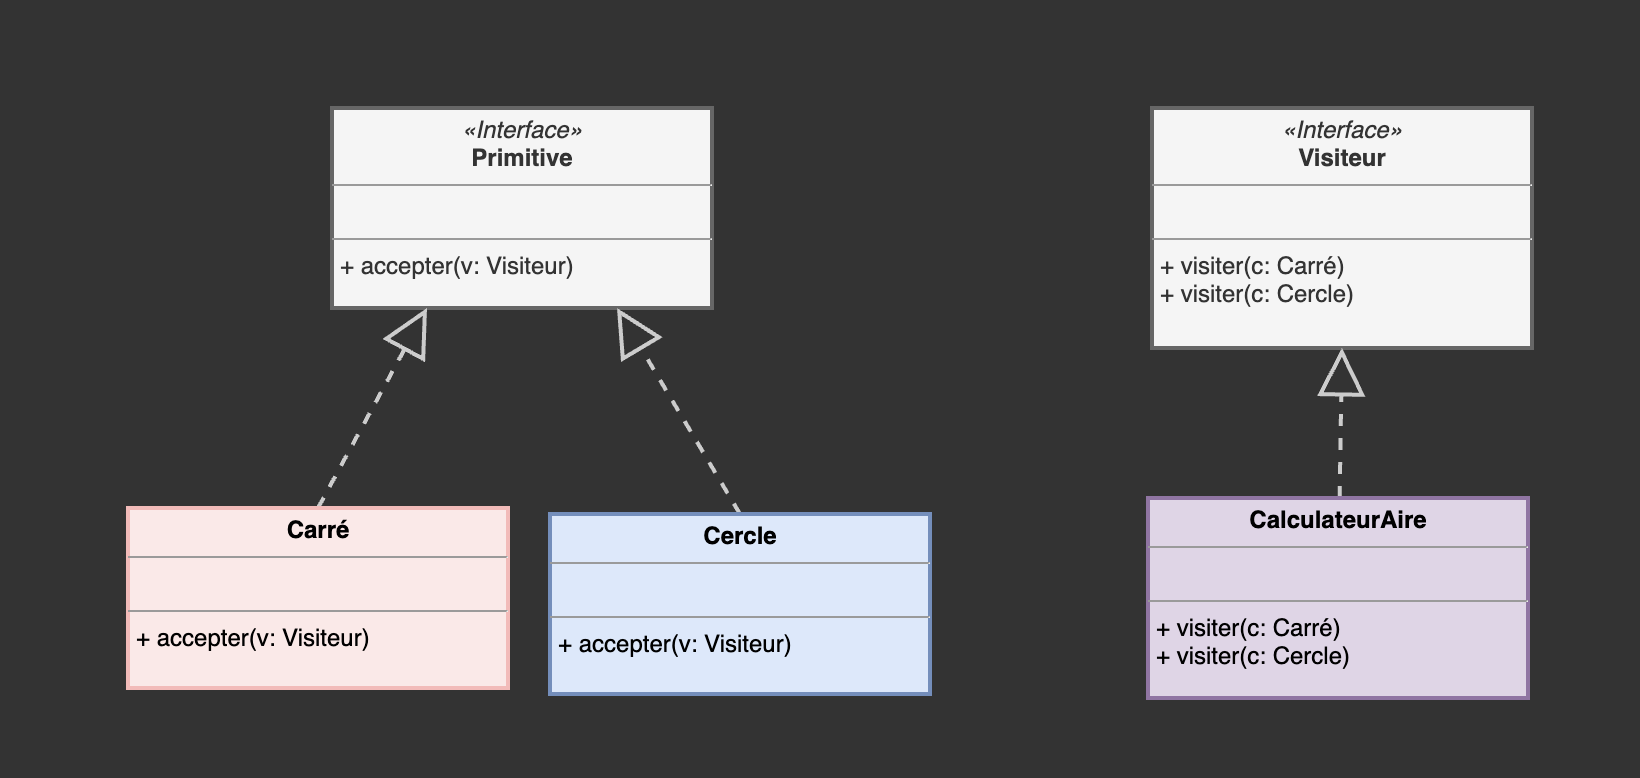 «Interface»
Primitive
+ accepter(v: Visiteur)
«Interface»
Visiteur
+ visiter(c: Carré)
+ visiter(c: Cercle)
Carré
+ accepter(v: Visiteur)
Cercle
+ accepter(v: Visiteur)
CalculateurAire
+ visiter(c: Carré)
+ visiter(c: Cercle)